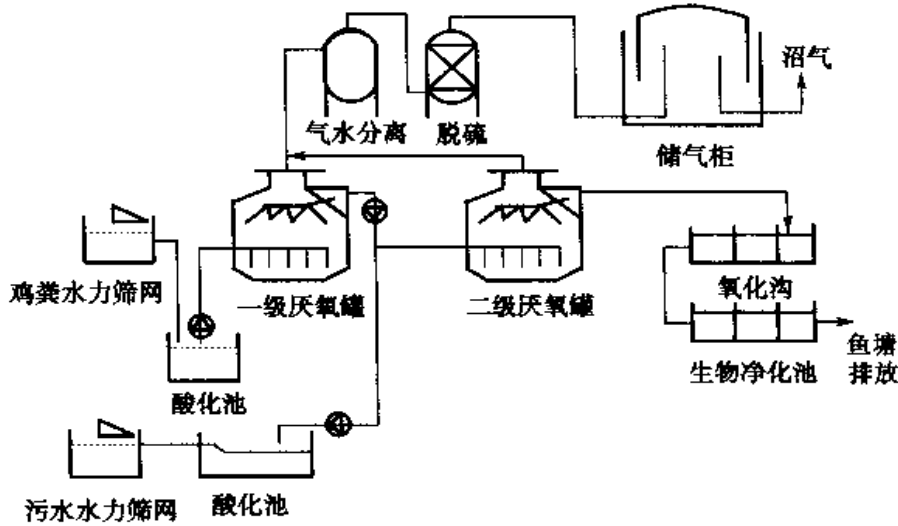 沼气
气水分离
脱硫
储气柜
鸡粪水力筛网
一级厌氧罐
二级厌氧罐
氧化沟
酸化池
生物净化池
鱼塘
排放
污水水力筛网
酸化池